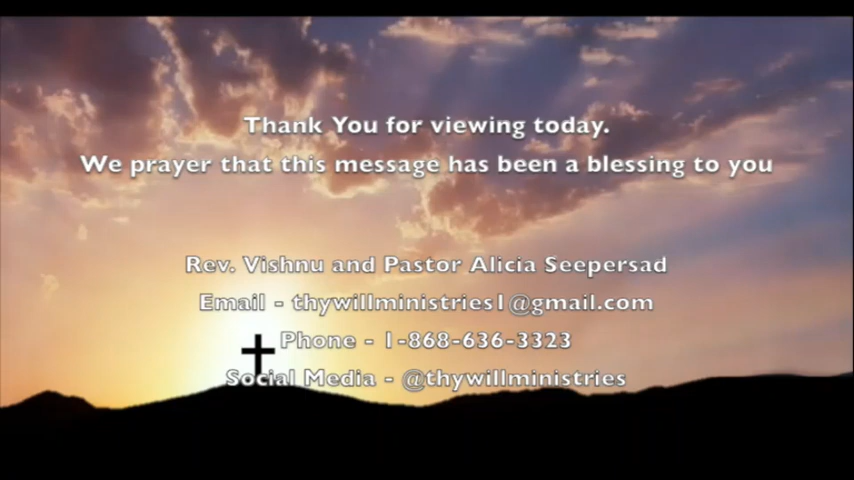 Thank You for viewing today.
We prayer that this message has been a blessing to you
Rev. Vishnu and Pastor Alicia Seepersad
Email - thywillministries1@gmail.com
Phone - 1-868-636-3323
Social Media - @thywillministries